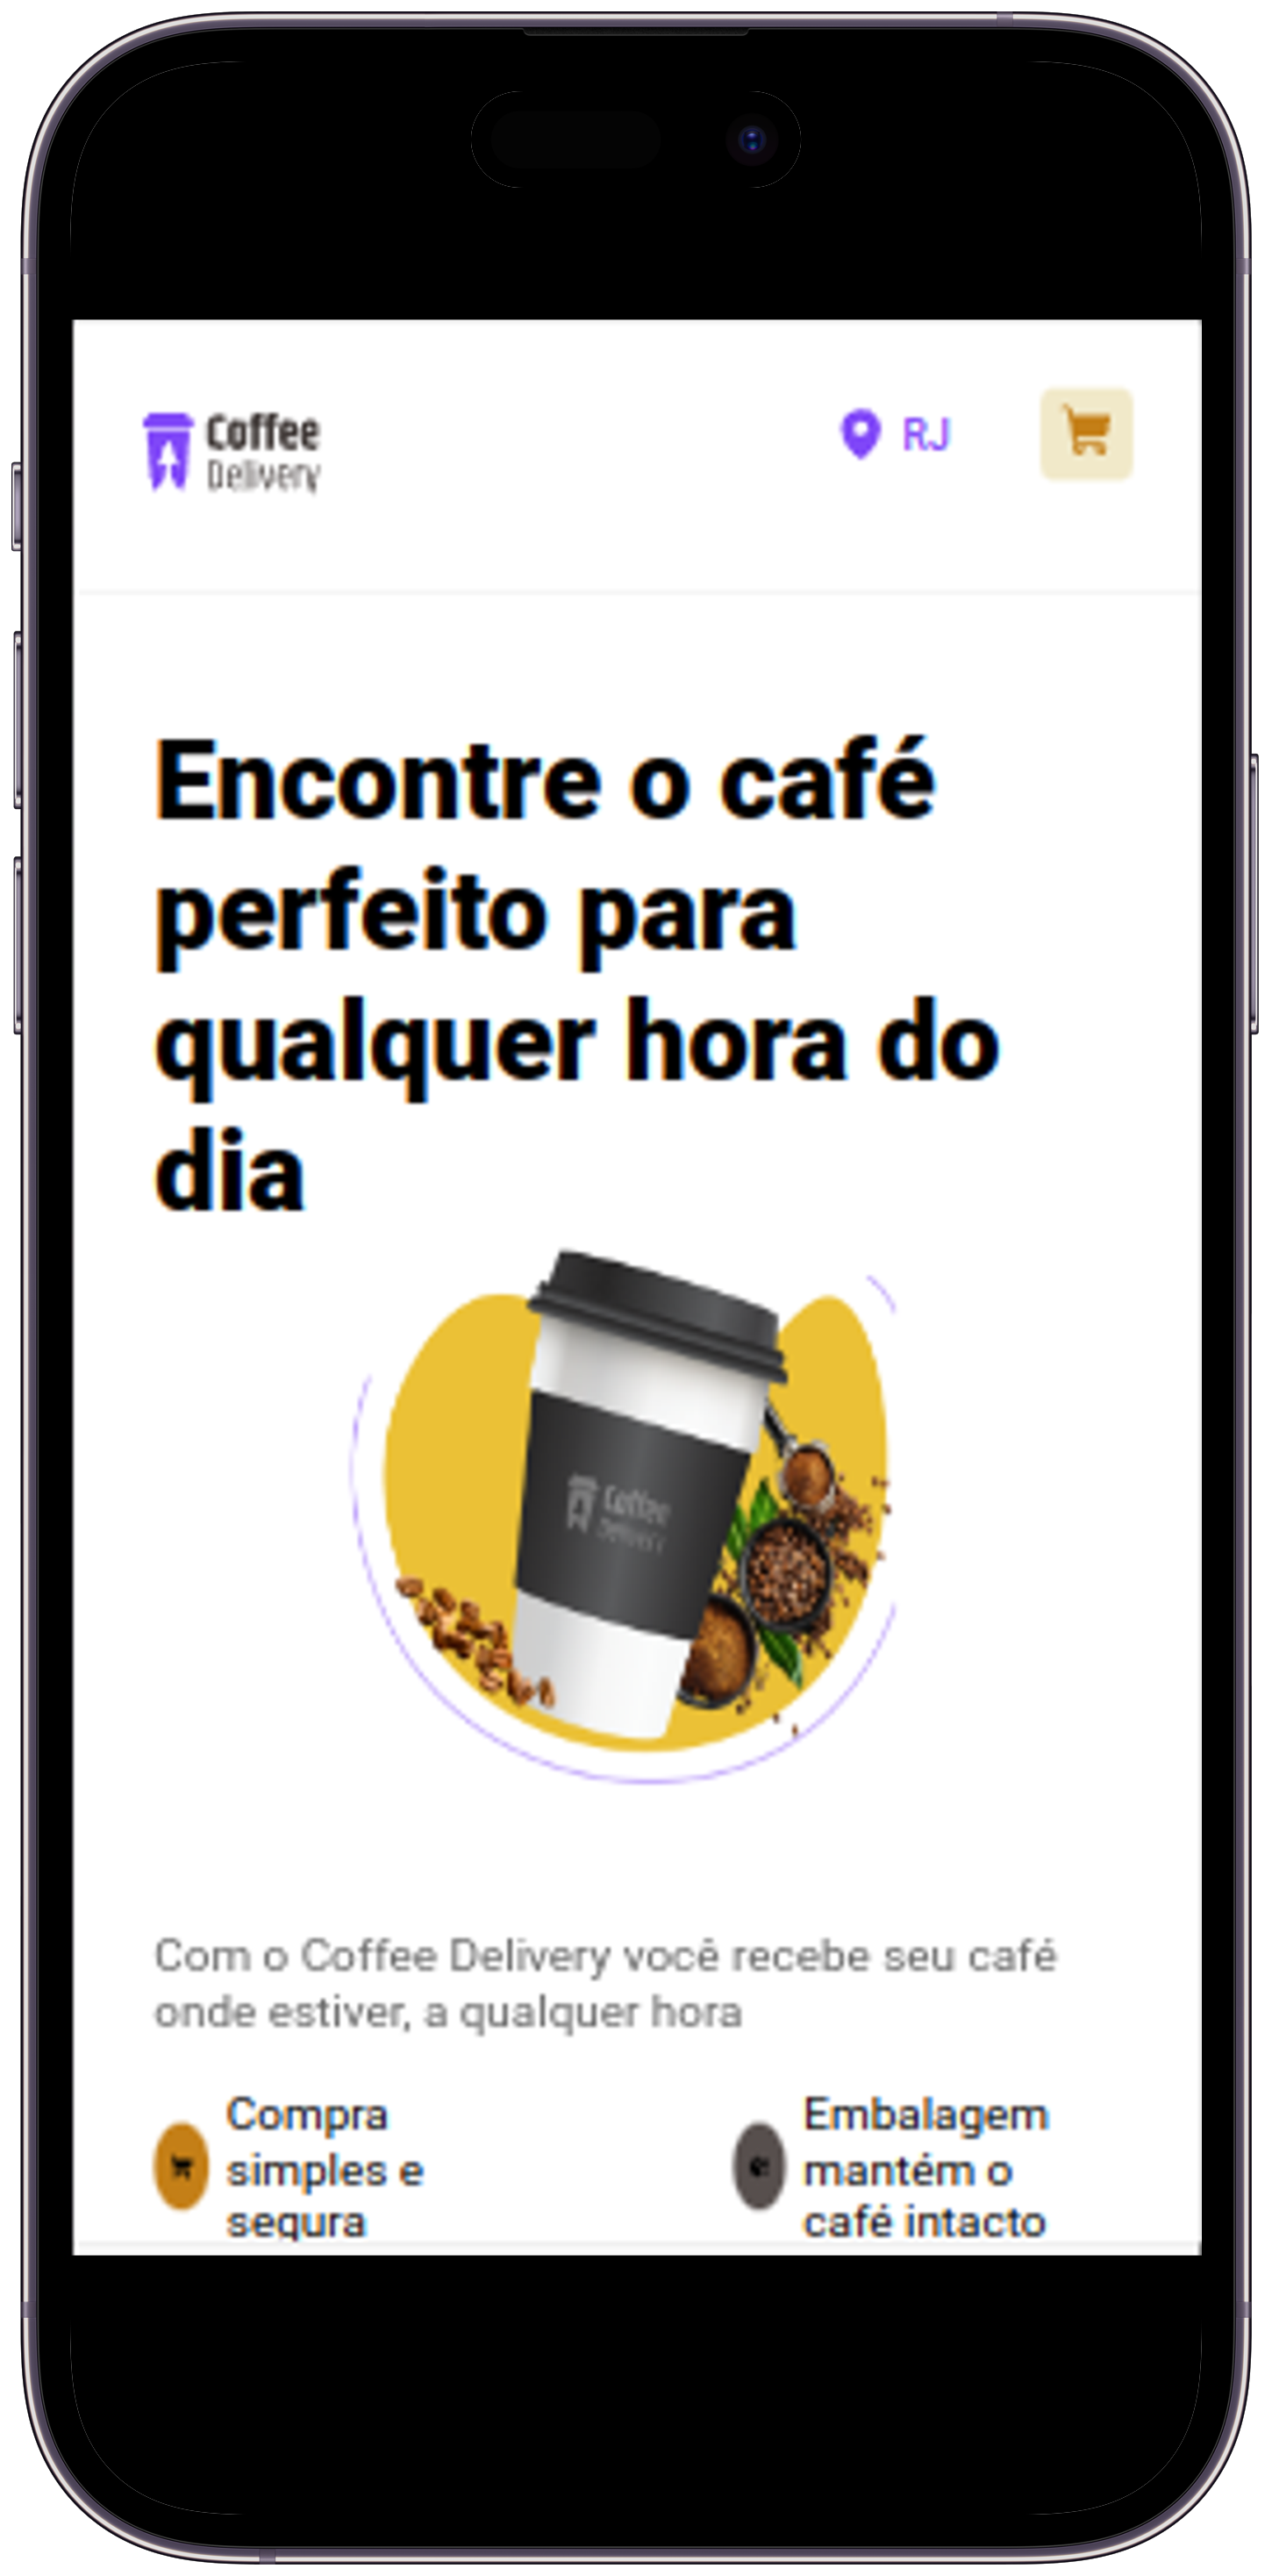 Coffee
Delivery
RJ
Encontre o café
perfeito para
qualquer hora do
dia
Coffee
Delivery
Com o Coffee Delivery você recebe seu café
onde estiver, a qualquer hora
Compra
simples e
segura
Embalagem
mantém o
café intacto